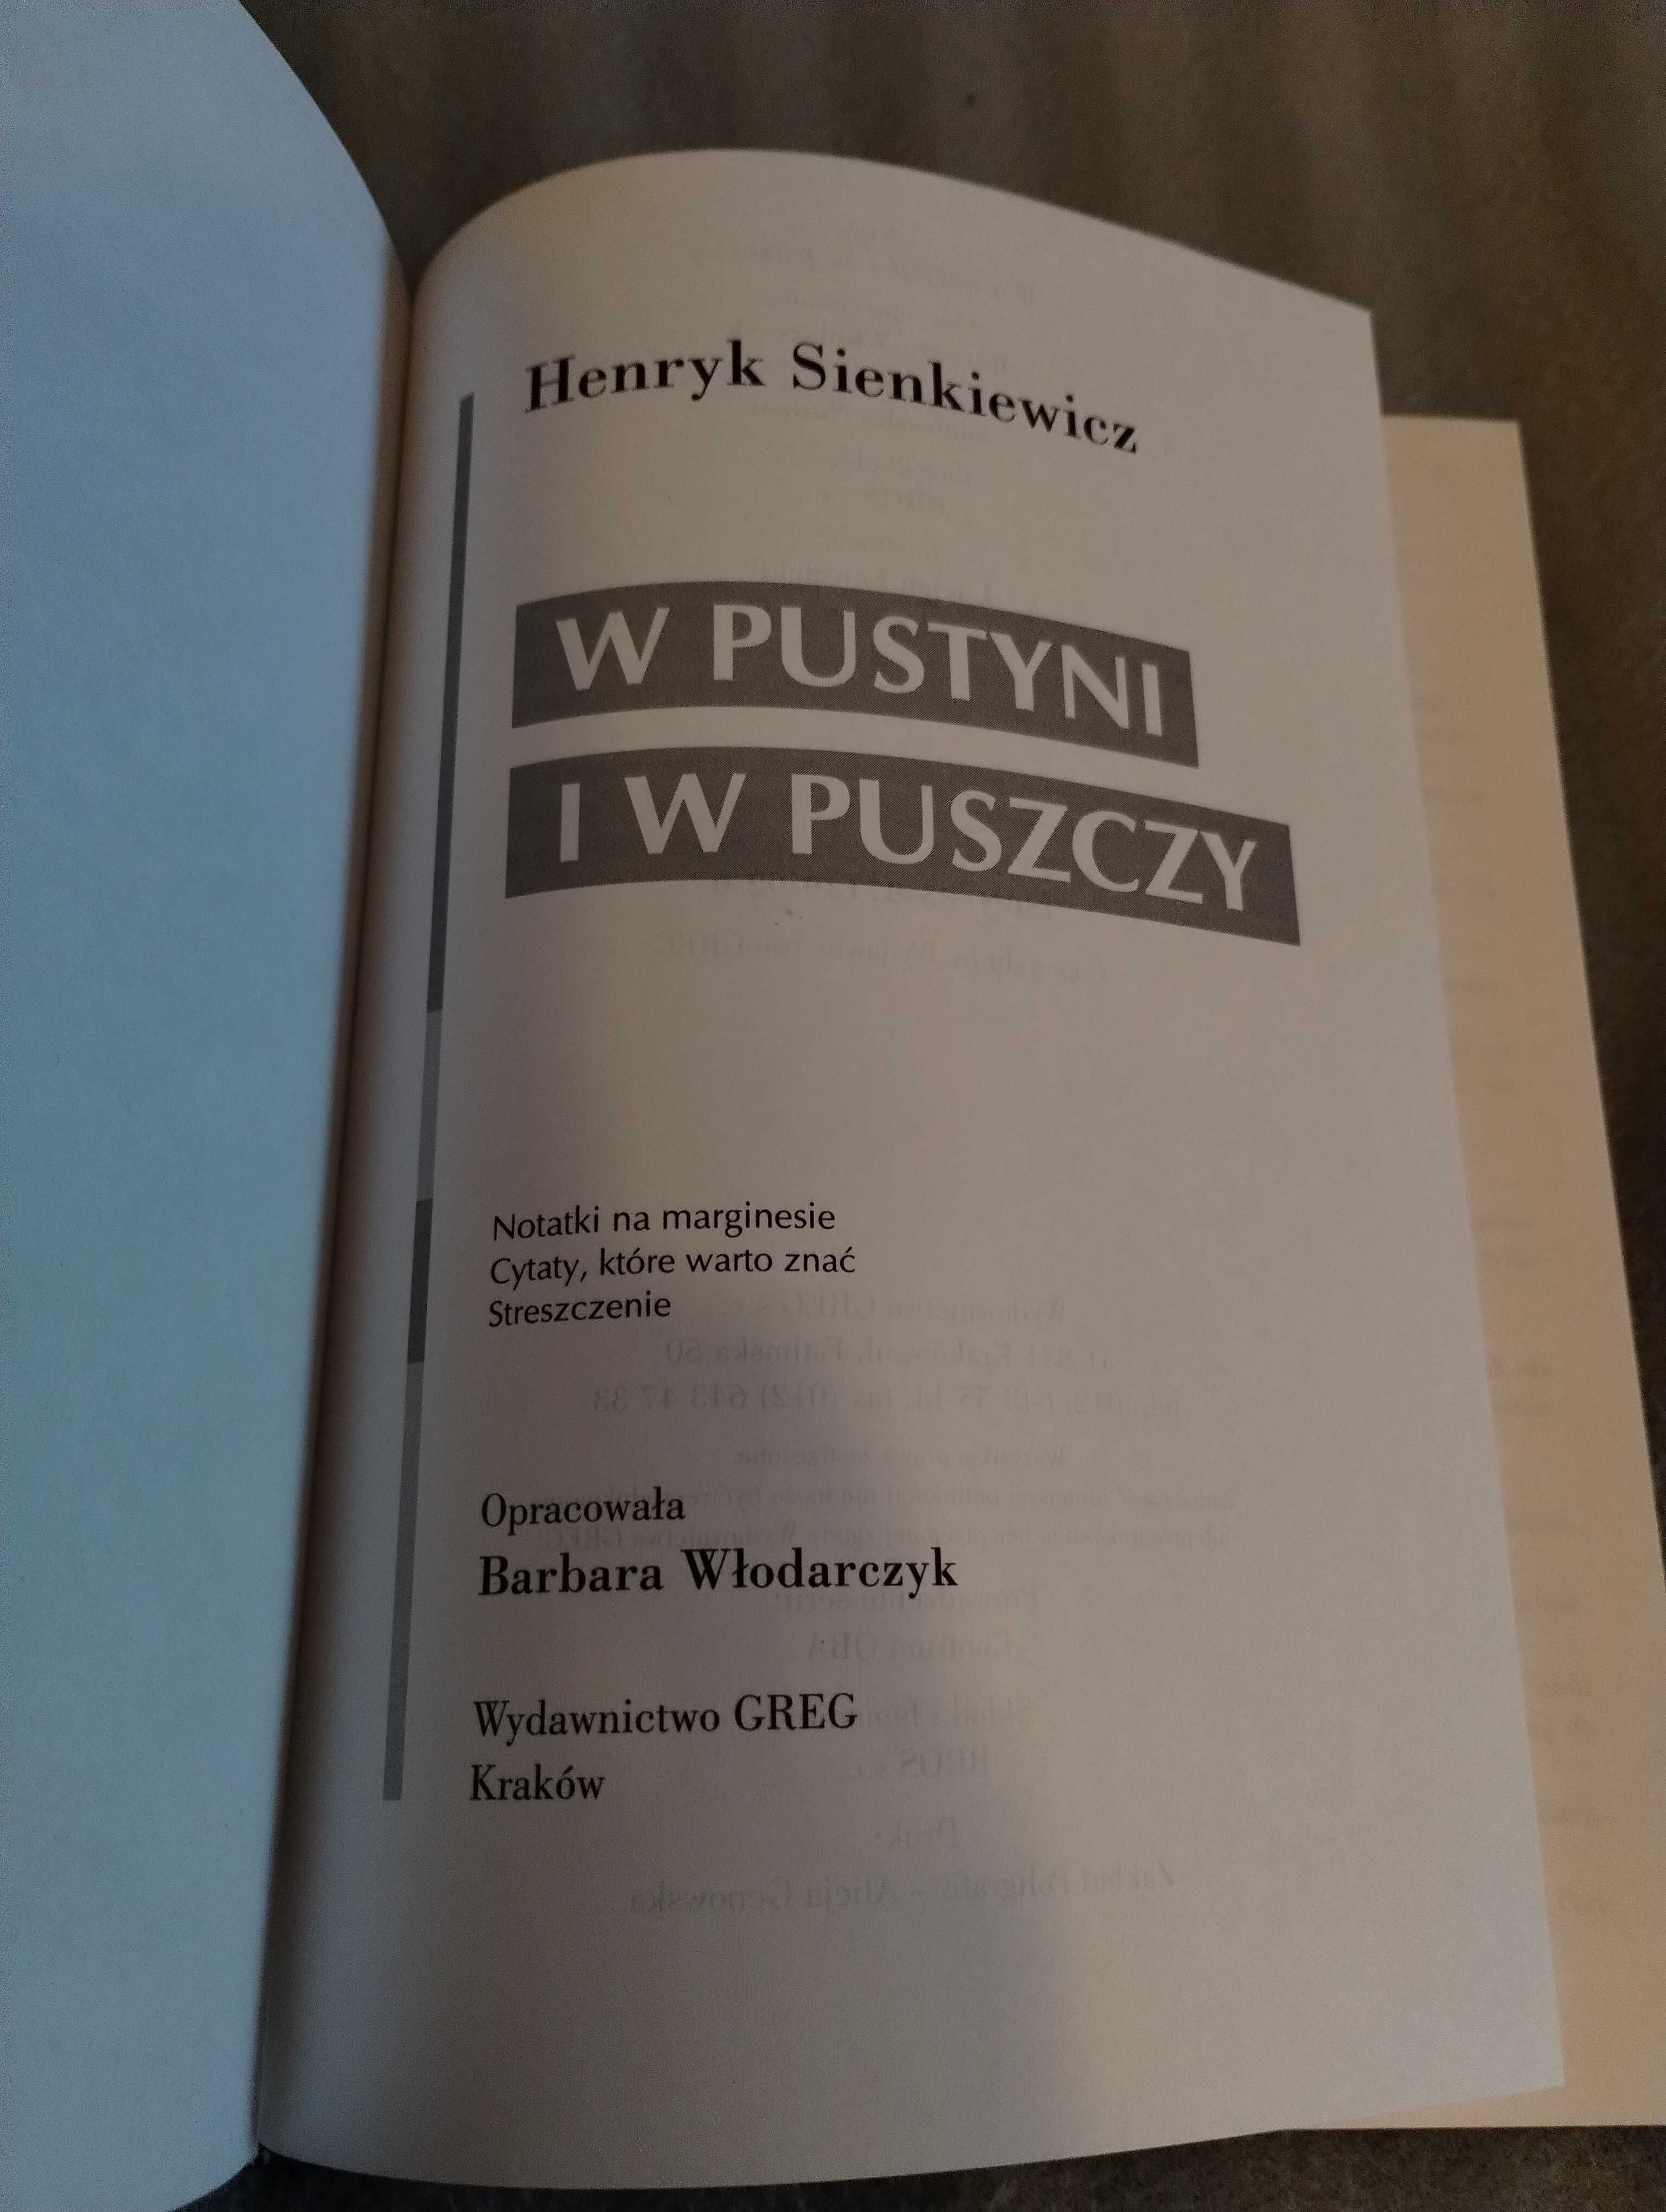 Henryk Sienkiewicz
W PUSTYNI
I W PUSZCZY
Notatki na marginesie
Cytaty, które warto znać
Streszczenie
Opracowała
Barbara Włodarczyk
Wydawnictwo GREG
Kraków